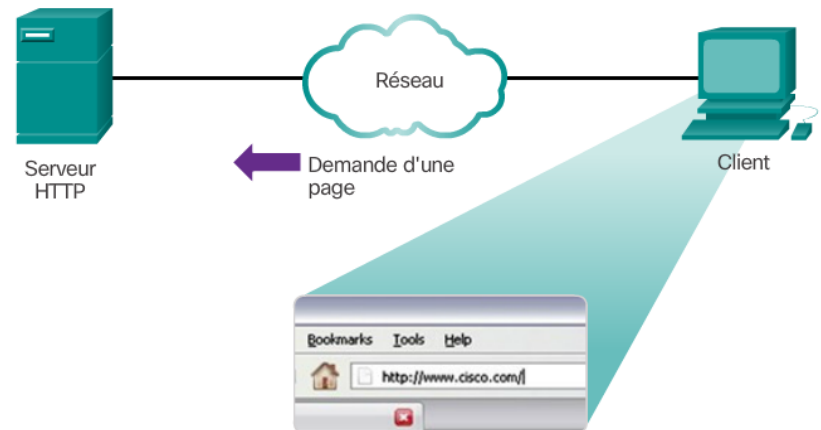 Réseau
Serveur
HTTP
Demande d'une
page
Client
Bookmarks Tools Help
http://www.cisco.com/